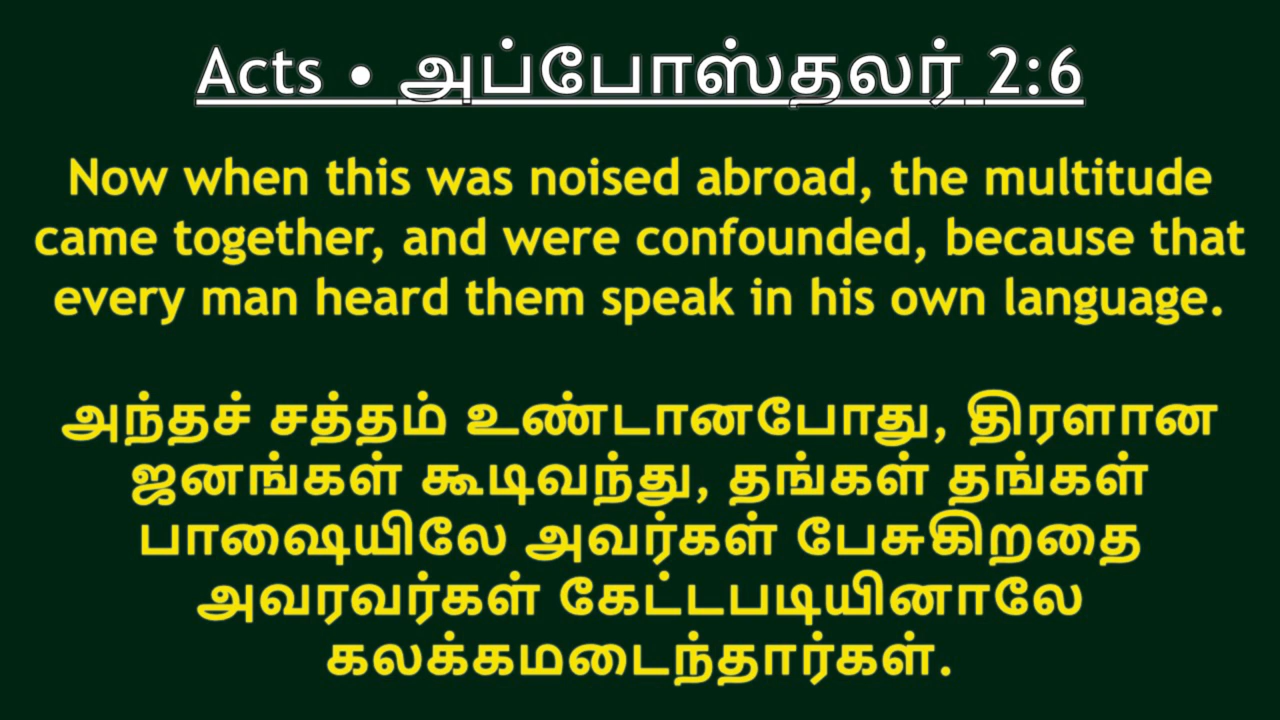 Acts • அப்போஸ்தலர் 2:6
Now when this was noised abroad, the multitude
came together, and were confounded, because that
every man heard them speak in his own language.
அந்தச் சத்தம் உண்டானபோது, திரளான
ஜனங்கள் கூடிவந்து, தங்கள் தங்கள்
பாஷையிலே அவர்கள் பேசுகிறதை
அவரவர்கள் கேட்டபடியினாலே
கலக்கமடைந்தார்கள்.